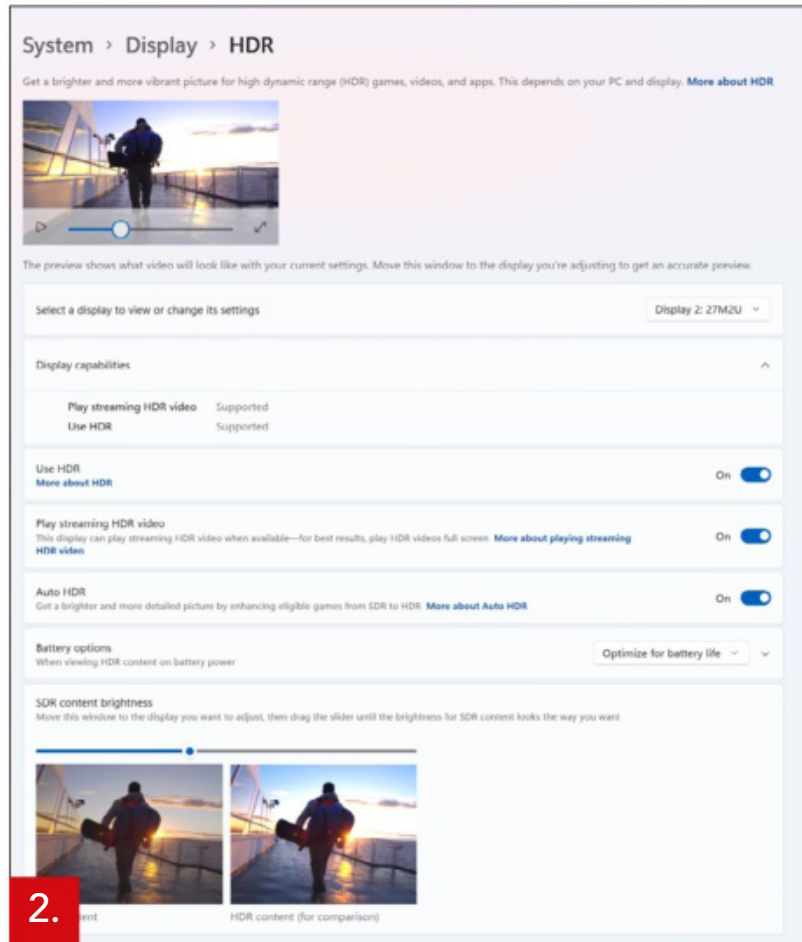 System > Display > HDR
Get a brighter and more vibrant picture for high dynamic range (HDR) games, videos, and apps. This depends on your PC and display. More about HDR
The preview shows what video will look like with your current settings. Move this window to the display you're adjusting to get an accurate preview.
Select a display to view or change its settings
Display 2: 27M2U
Display capabilities
Play streaming HDR video Supported
Use HDR Supported
Use HDR
More about HDR
On
Play streaming HDR video
This display can play streaming HDR video when available—for best results, play HDR videos full screen More about playing streaming
HDR video
On
Auto HDR
Get a brighter and more detailed picture by enhancing eligible games from SDR to HDR More about Auto HDR
On
Battery options
When viewing HDR content on battery power
Optimize for battery life
SDR content brightness
Move this window to the display you want to adjust, then drag the slider until the brightness for SDR content looks the way you want
2.
tent
HDR content (for comparison)